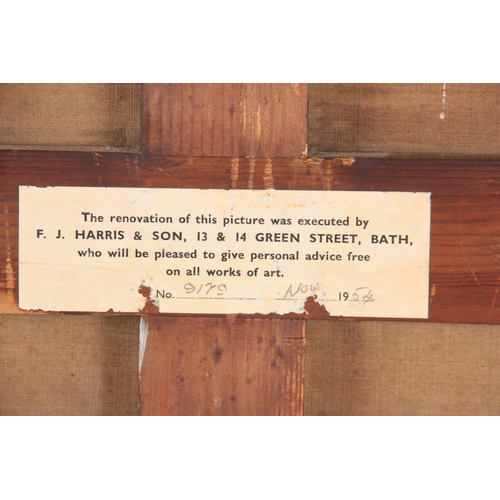 The renovation of this picture was executed by
F. J. HARRIS & SON, 13 & 14 GREEN STREET, BATH,
who will be pleased to give personal advice free
on all works of art.
No. 9179 Nov 1954